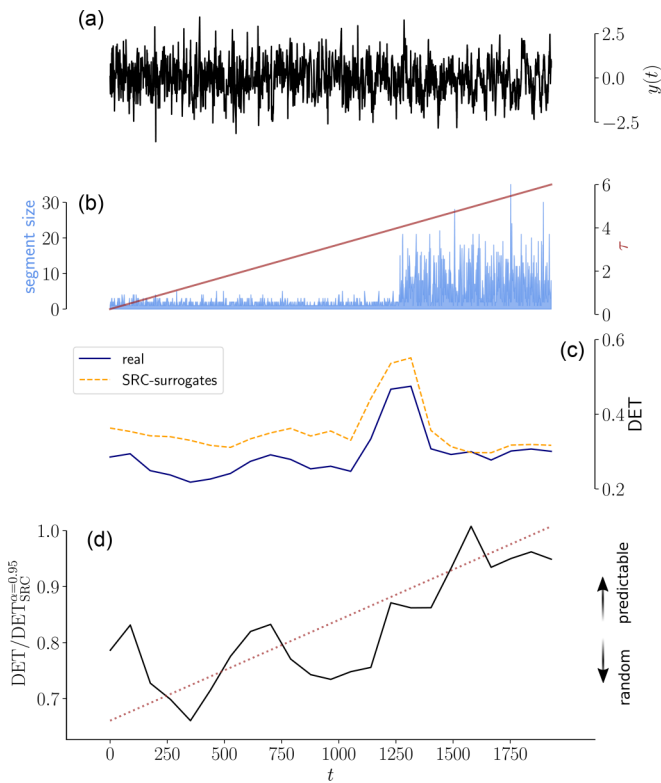 (a)
2.5
0.0
−2.5
y(t)
(b)
segment size
30
20
10
0
6
4
2
0
τ
real
SRC-surrogates
(c)
0.6
0.4
0.2
DET
(d)
DET/DET_SRC^α=0.95
1.0
0.9
0.8
0.7
predictable
random
0 250 500 750 1000 1250 1500 1750
t